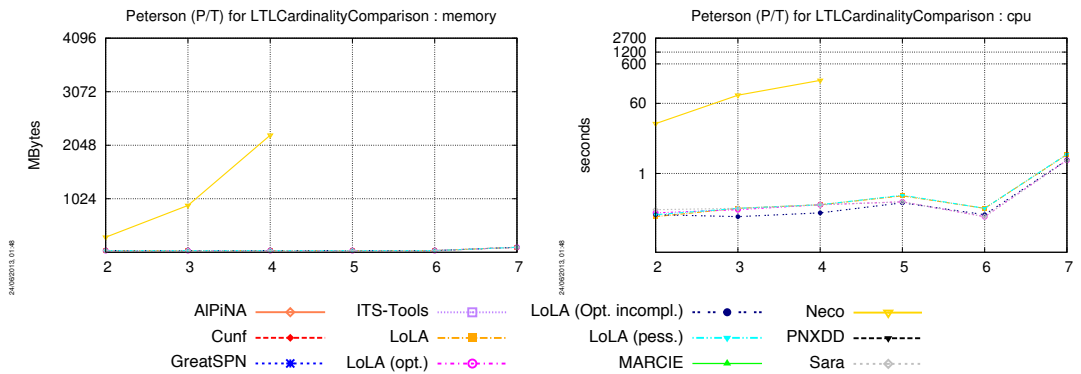 Peterson (P/T) for LTLCardinalityComparison : memory
4096
3072
2048
1024
MBytes
2 3 4 5 6 7
24/06/2013, 01:48
Peterson (P/T) for LTLCardinalityComparison : cpu
2700
1200
600
60
1
seconds
2 3 4 5 6 7
24/06/2013, 01:48
AlPiNA ITS-Tools LoLA (Opt. incompl.) Neco
Cunf LoLA LoLA (pess.) PNXDD
GreatSPN LoLA (opt.) MARCIE Sara